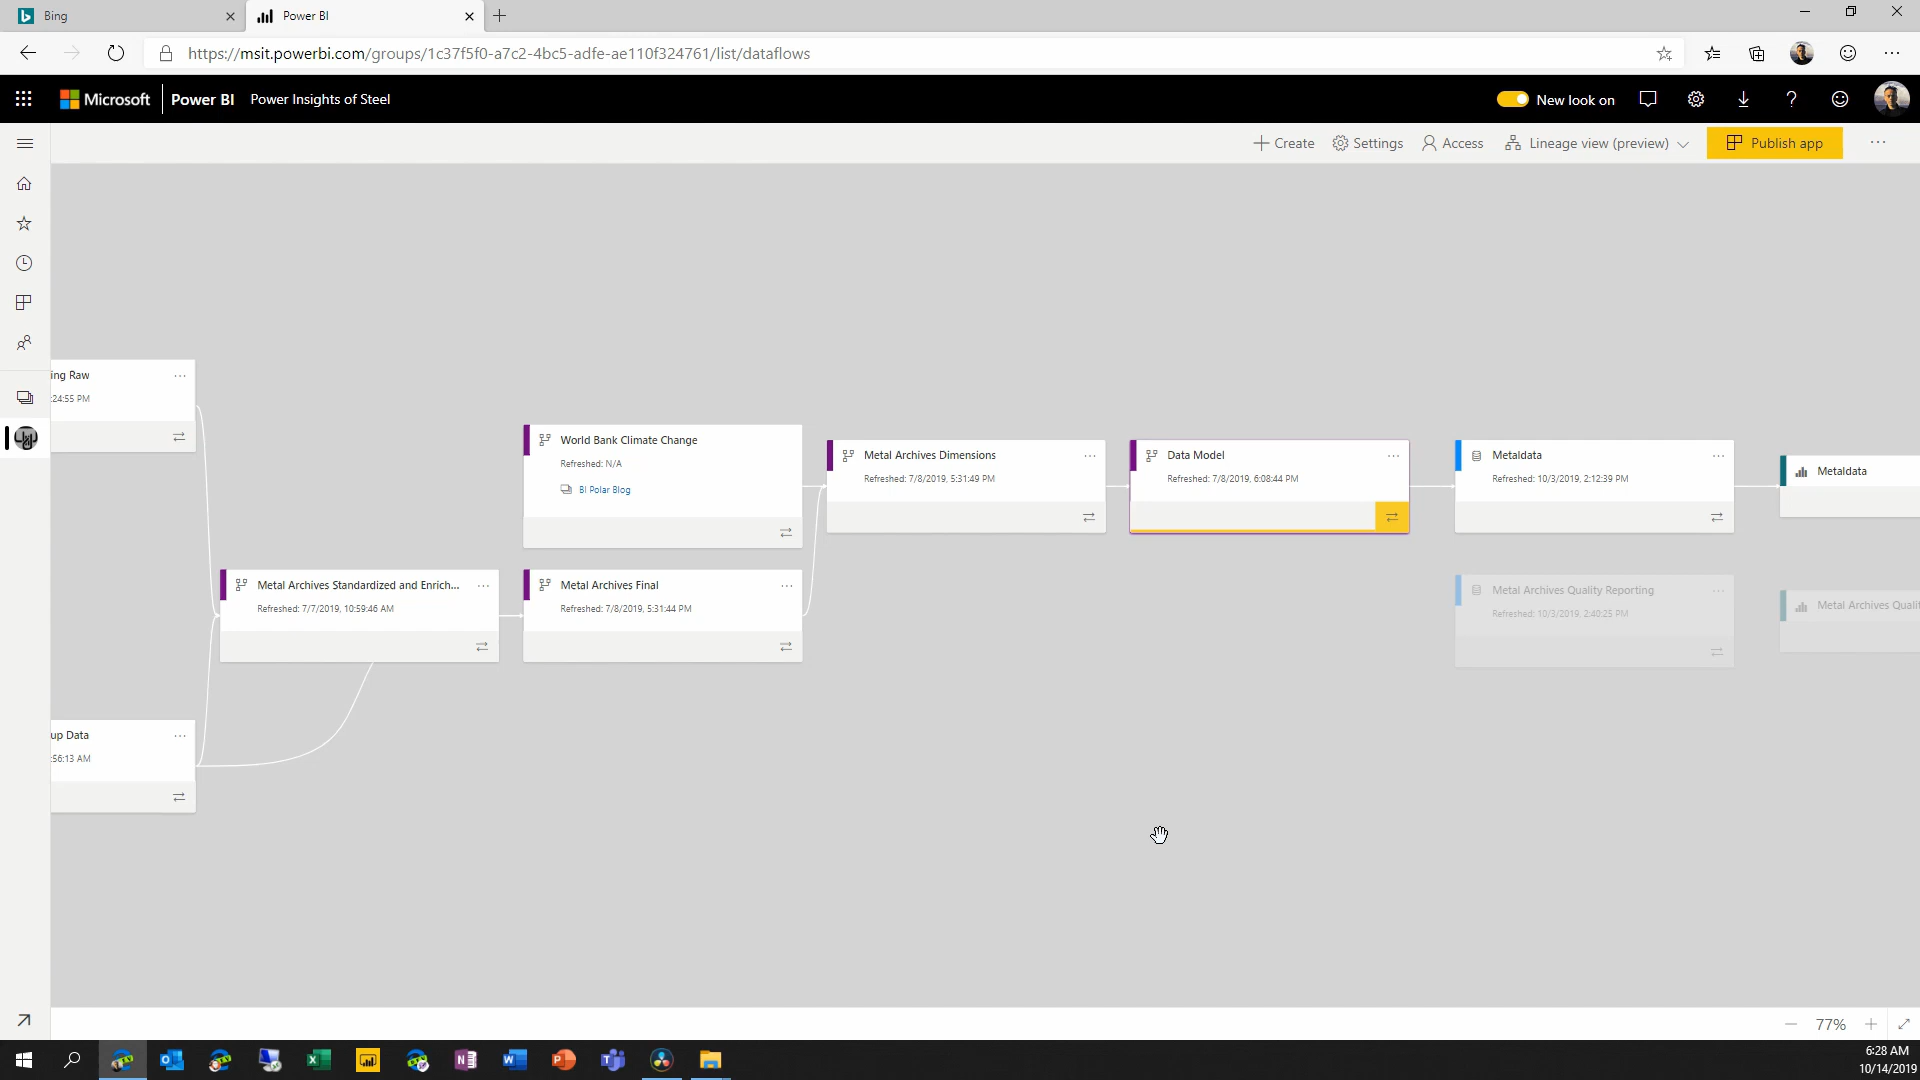 Bing
Power BI
https://msit.powerbi.com/groups/1c37f5f0-a7c2-4bc5-adfe-ae110f324761/list/dataflows
Microsoft
Power BI
Power Insights of Steel
New look on
Create
Settings
Access
Lineage view (preview)
Publish app
ing Raw
:24:55 PM
World Bank Climate Change
Refreshed: N/A
BI Polar Blog
Metal Archives Dimensions
Refreshed: 7/8/2019, 5:31:49 PM
Data Model
Refreshed: 7/8/2019, 6:08:44 PM
Metaldata
Refreshed: 10/3/2019, 2:12:39 PM
Metaldata
Metal Archives Standardized and Enrich...
Refreshed: 7/7/2019, 10:59:46 AM
Metal Archives Final
Refreshed: 7/8/2019, 5:31:44 PM
Metal Archives Quality Reporting
Refreshed: 10/3/2019, 2:40:25 PM
Metal Archives Quali
up Data
:56:13 AM
77%
6:28 AM
10/14/2019